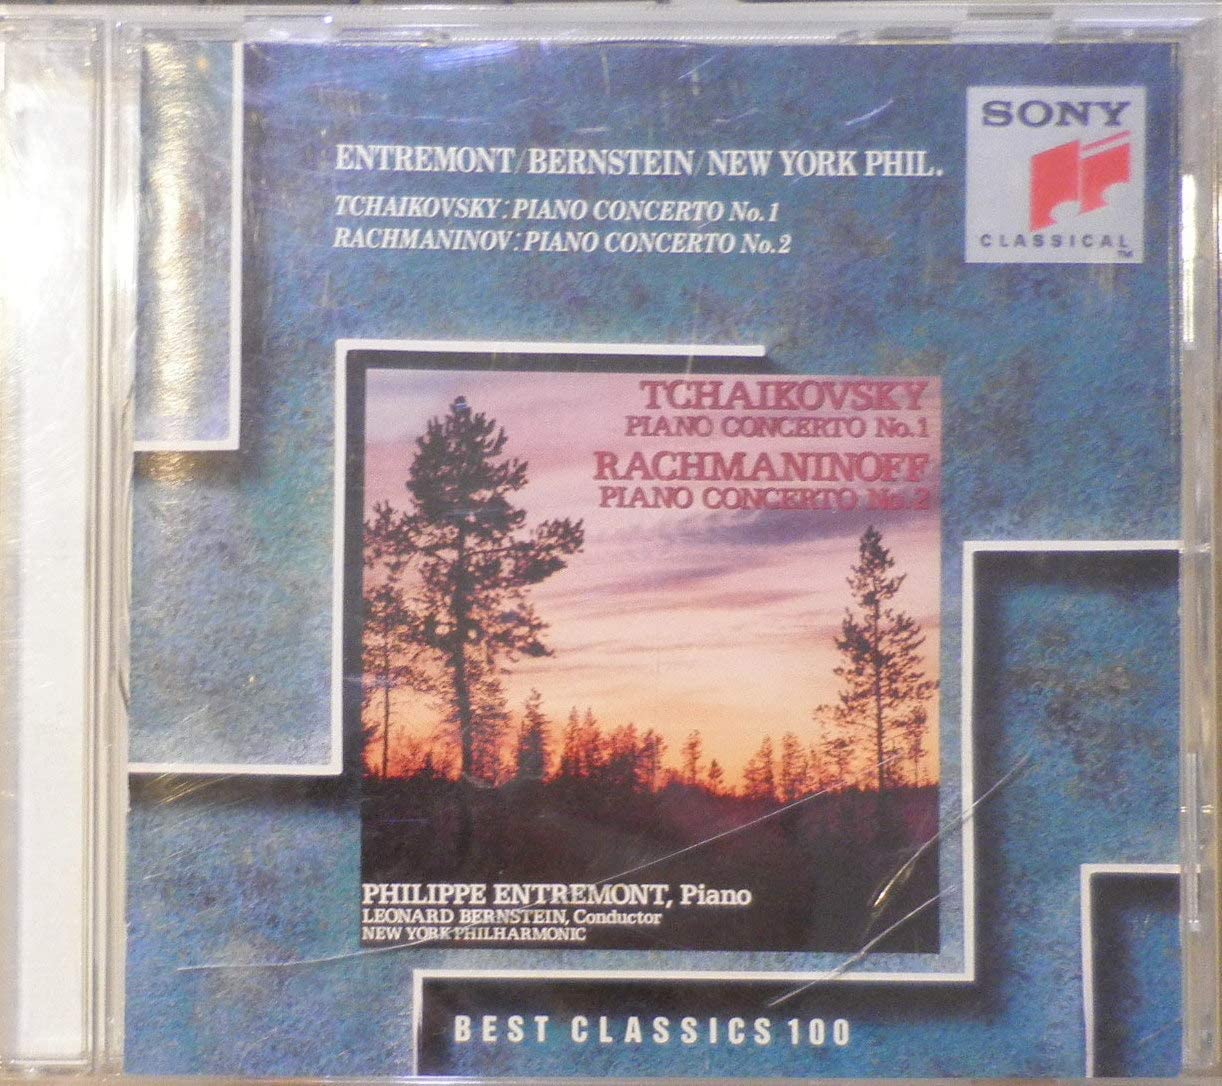 ENTREMONT/BERNSTEIN/NEW YORK PHIL.
TCHAIKOVSKY:PIANO CONCERTO No.1
RACHMANINOV:PIANO CONCERTO No.2
SONY
CLASSICAL™
TCHAIKOVSKY
PIANO CONCERTO No.1
RACHMANINOFF
PIANO CONCERTO No.2
PHILIPPE ENTREMONT, Piano
LEONARD BERNSTEIN, Conductor
NEW YORK PHILHARMONIC
BEST CLASSICS 100